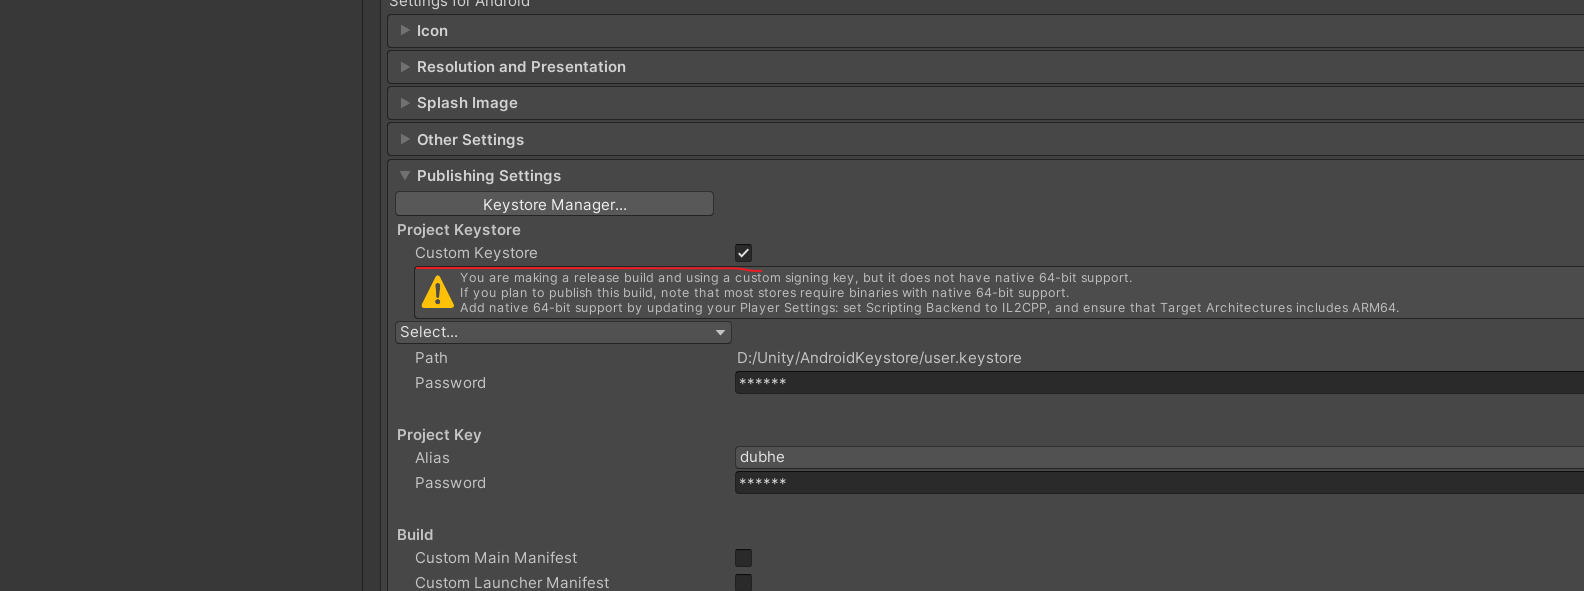 Settings for Android
Icon
Resolution and Presentation
Splash Image
Other Settings
Publishing Settings
Keystore Manager...
Project Keystore
Custom Keystore
You are making a release build and using a custom signing key, but it does not have native 64-bit support.
If you plan to publish this build, note that most stores require binaries with native 64-bit support.
Add native 64-bit support by updating your Player Settings: set Scripting Backend to IL2CPP, and ensure that Target Architectures includes ARM64.
Select...
Path D:/Unity/AndroidKeystore/user.keystore
Password ******
Project Key
Alias dubhe
Password ******
Build
Custom Main Manifest
Custom Launcher Manifest